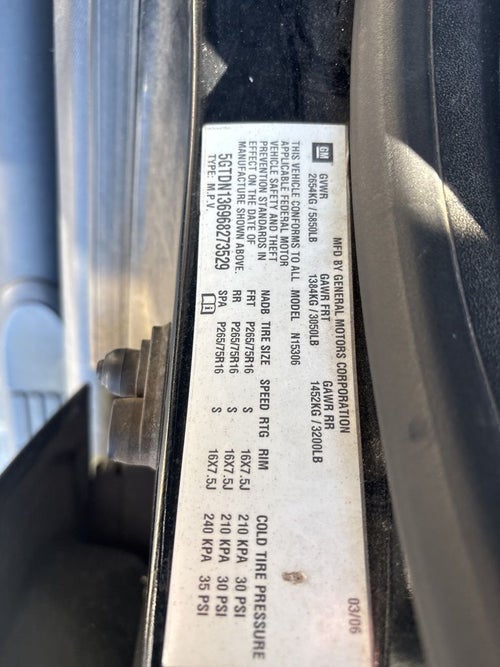 MFD BY GENERAL MOTORS CORPORATION 03/06
GM GVWR GAWR FRT GAWR RR
2654KG / 5850LB 1384KG / 3050LB 1452KG / 3200LB
THIS VEHICLE CONFORMS TO ALL MODEL N15306
APPLICABLE FEDERAL MOTOR
VEHICLE SAFETY AND THEFT
PREVENTION STANDARDS IN
EFFECT ON THE DATE OF
MANUFACTURE SHOWN ABOVE.
5GTDN136968273529
TYPE: M.P.V.
NADB TIRE SIZE SPEED RTG RIM COLD TIRE PRESSURE
FRT P265/75R16 S 16X7.5J 210 KPA 30 PSI
RR P265/75R16 S 16X7.5J 210 KPA 30 PSI
SPA P265/75R16 S 16X7.5J 240 KPA 35 PSI